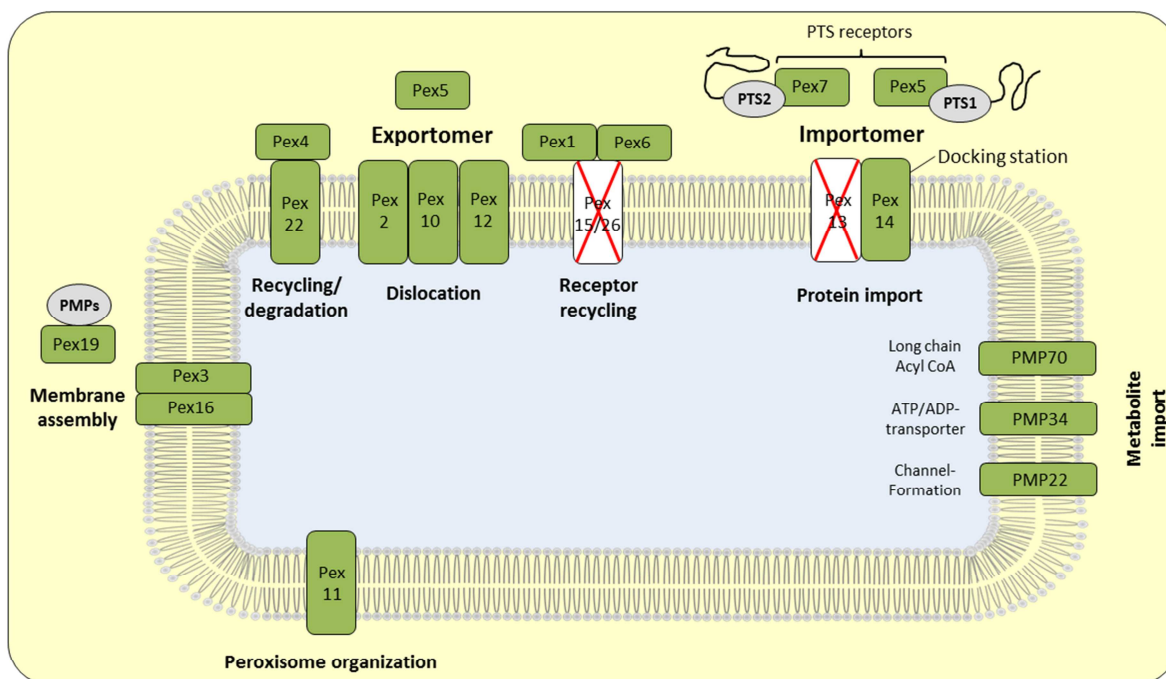 PTS receptors
Pex5
Pex7
Pex5
PTS2
PTS1
Exportomer
Importomer
Pex4
Pex1
Pex6
Docking station
Pex
22
Pex
2
Pex
10
Pex
12
Pex
15/26
Pex
13
Pex
14
Recycling/
degradation
Dislocation
Receptor
recycling
Protein import
PMPs
Pex19
Membrane
assembly
Pex3
Pex16
Long chain
Acyl CoA
PMP70
ATP/ADP-
transporter
PMP34
Channel-
Formation
PMP22
Metabolite
import
Pex
11
Peroxisome organization